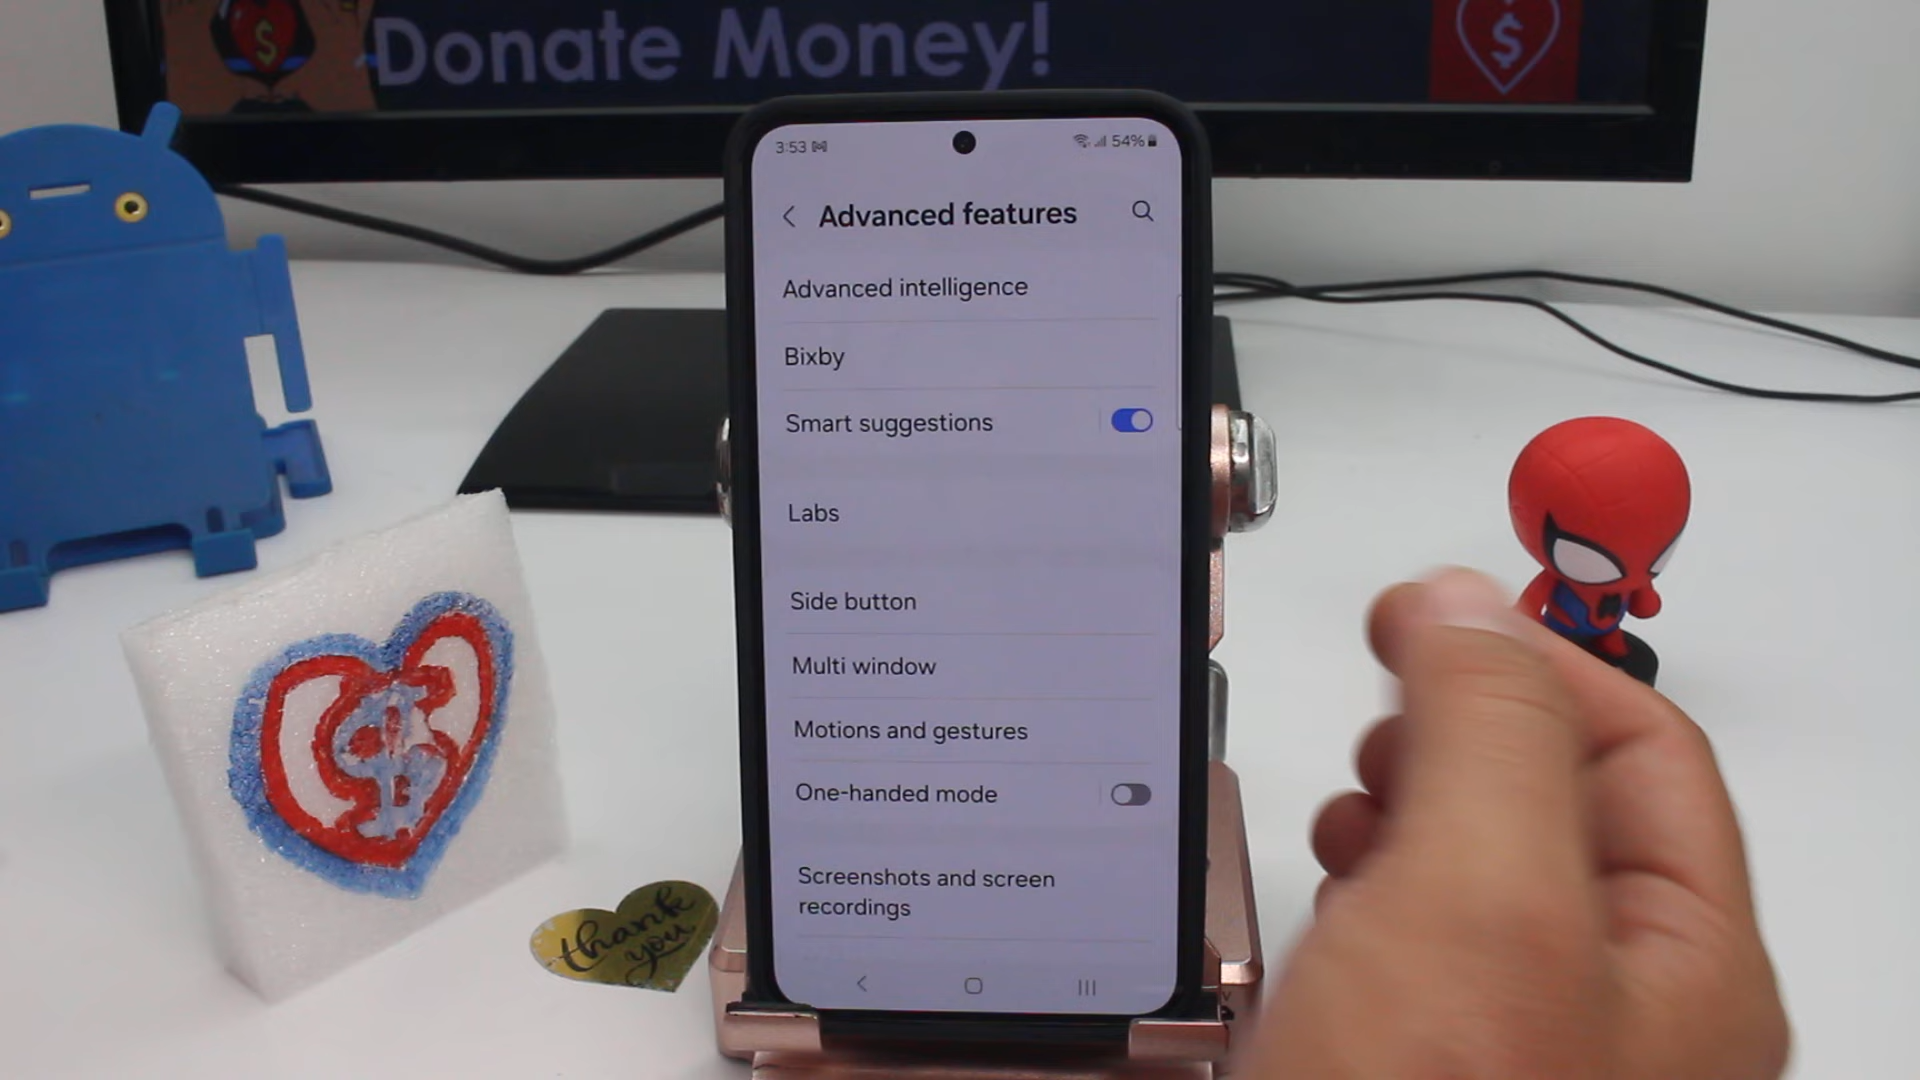 Donate Money!
$
$
3:53
54%
Advanced features
Advanced intelligence
Bixby
Smart suggestions
Labs
Side button
Multi window
Motions and gestures
One-handed mode
Screenshots and screen
recordings
thank
you